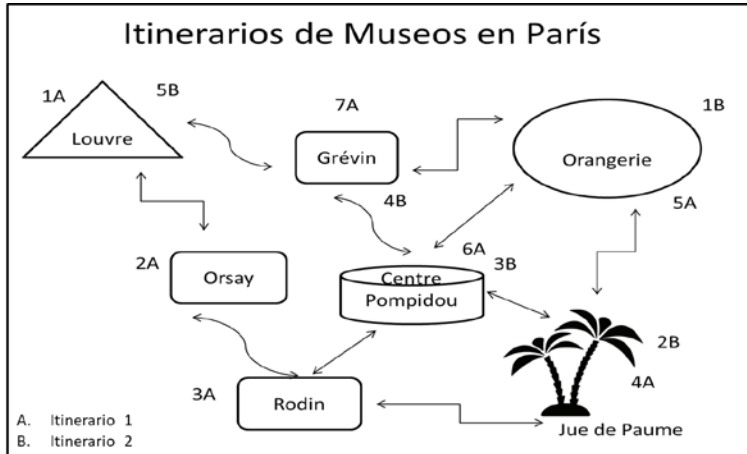 Itinerarios de Museos en París
1A
5B
7A
1B
Louvre
Grévin
Orangerie
4B
5A
2A
6A
3B
Orsay
Centre
Pompidou
2B
4A
3A
Rodin
Jue de Paume
A. Itinerario 1
B. Itinerario 2